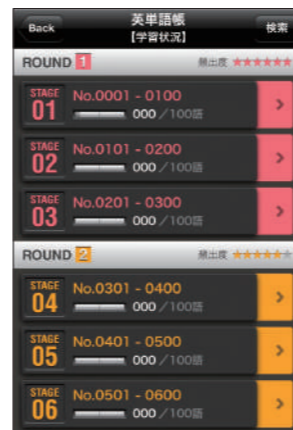 Back
英単語帳
【学習状況】
検索
ROUND 1
頻出度 ★★★★★★
STAGE
01
No.0001 - 0100
000／100語
STAGE
02
No.0101 - 0200
000／100語
STAGE
03
No.0201 - 0300
000／100語
ROUND 2
頻出度 ★★★★★★
STAGE
04
No.0301 - 0400
000／100語
STAGE
05
No.0401 - 0500
000／100語
STAGE
06
No.0501 - 0600
000／100語